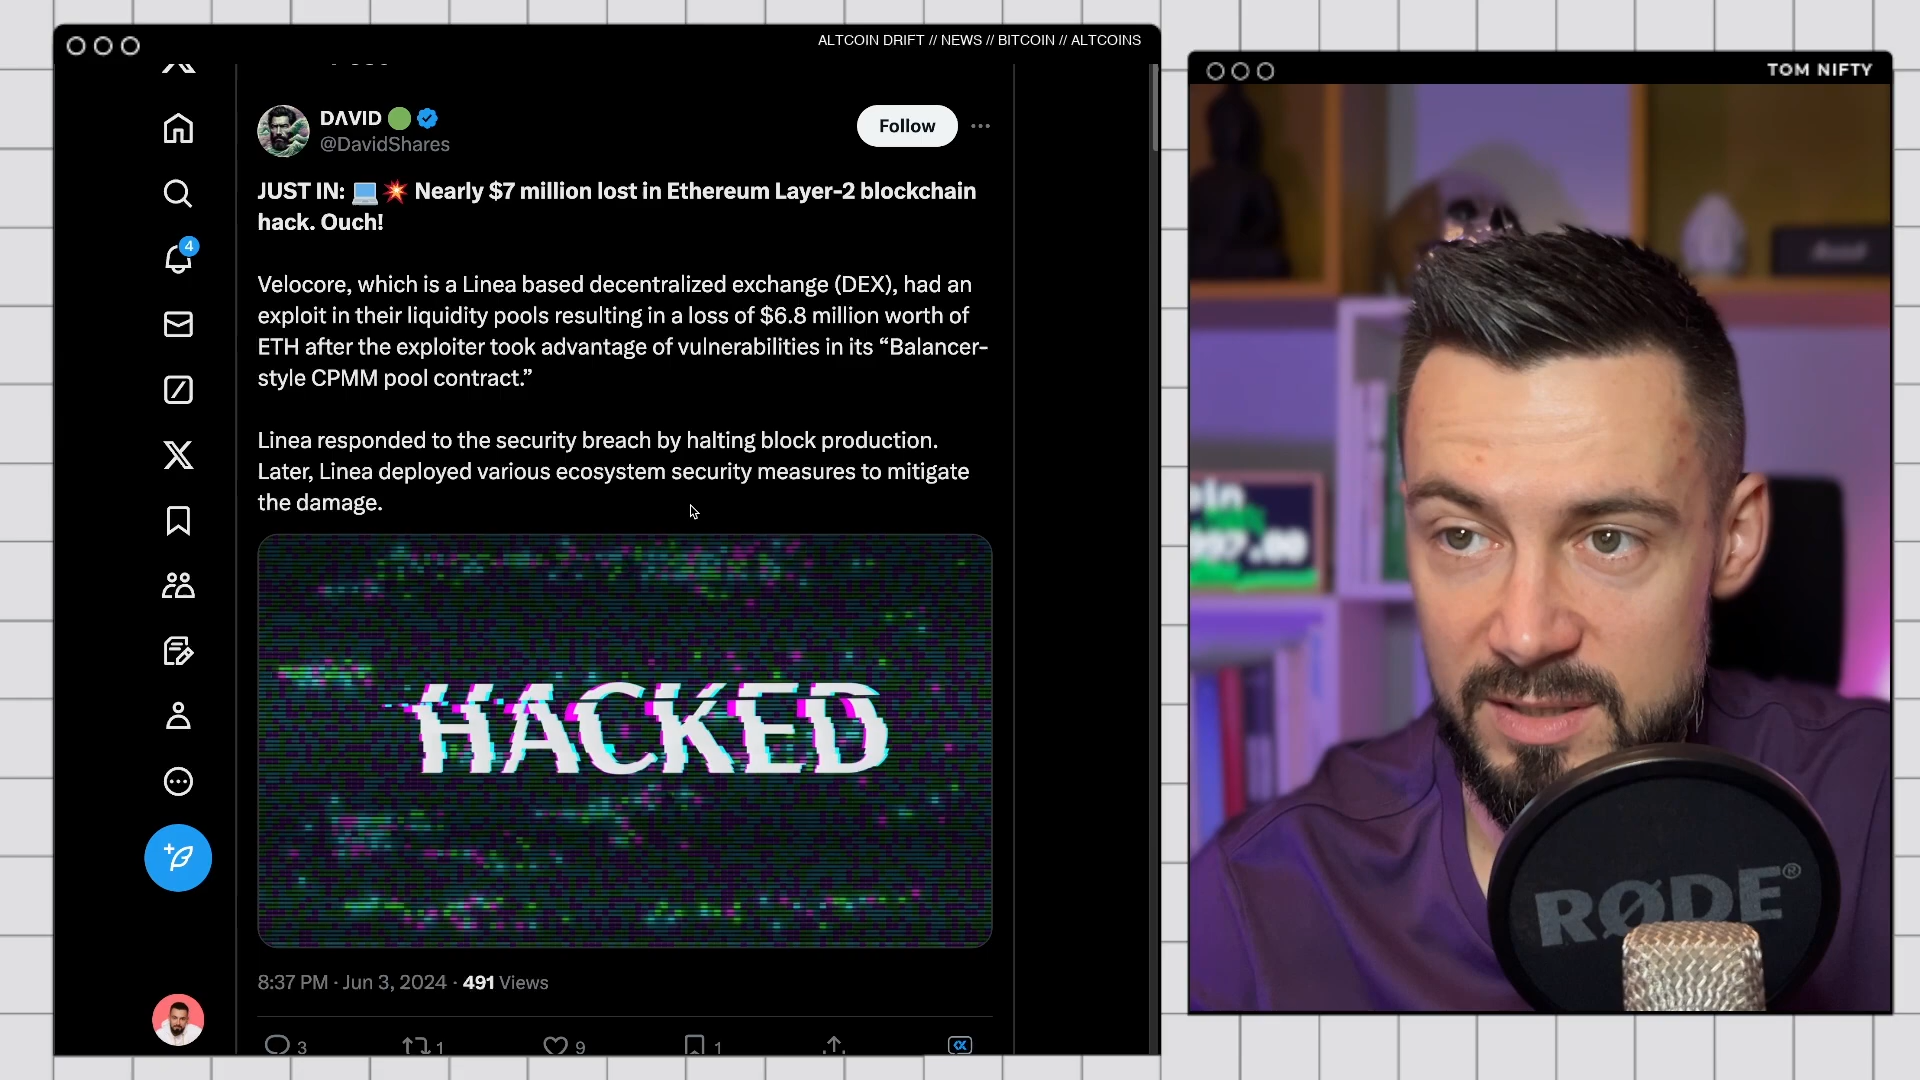 ALTCOIN DRIFT // NEWS // BITCOIN // ALTCOINS
TOM NIFTY
DΛVID
@DavidShares
Follow
JUST IN: 💻 💥 Nearly $7 million lost in Ethereum Layer-2 blockchain
hack. Ouch!
Velocore, which is a Linea based decentralized exchange (DEX), had an
exploit in their liquidity pools resulting in a loss of $6.8 million worth of
ETH after the exploiter took advantage of vulnerabilities in its “Balancer-
style CPMM pool contract.”
Linea responded to the security breach by halting block production.
Later, Linea deployed various ecosystem security measures to mitigate
the damage.
HACKED
8:37 PM · Jun 3, 2024 · 491 Views
3
1
9
1
4
RØDE®